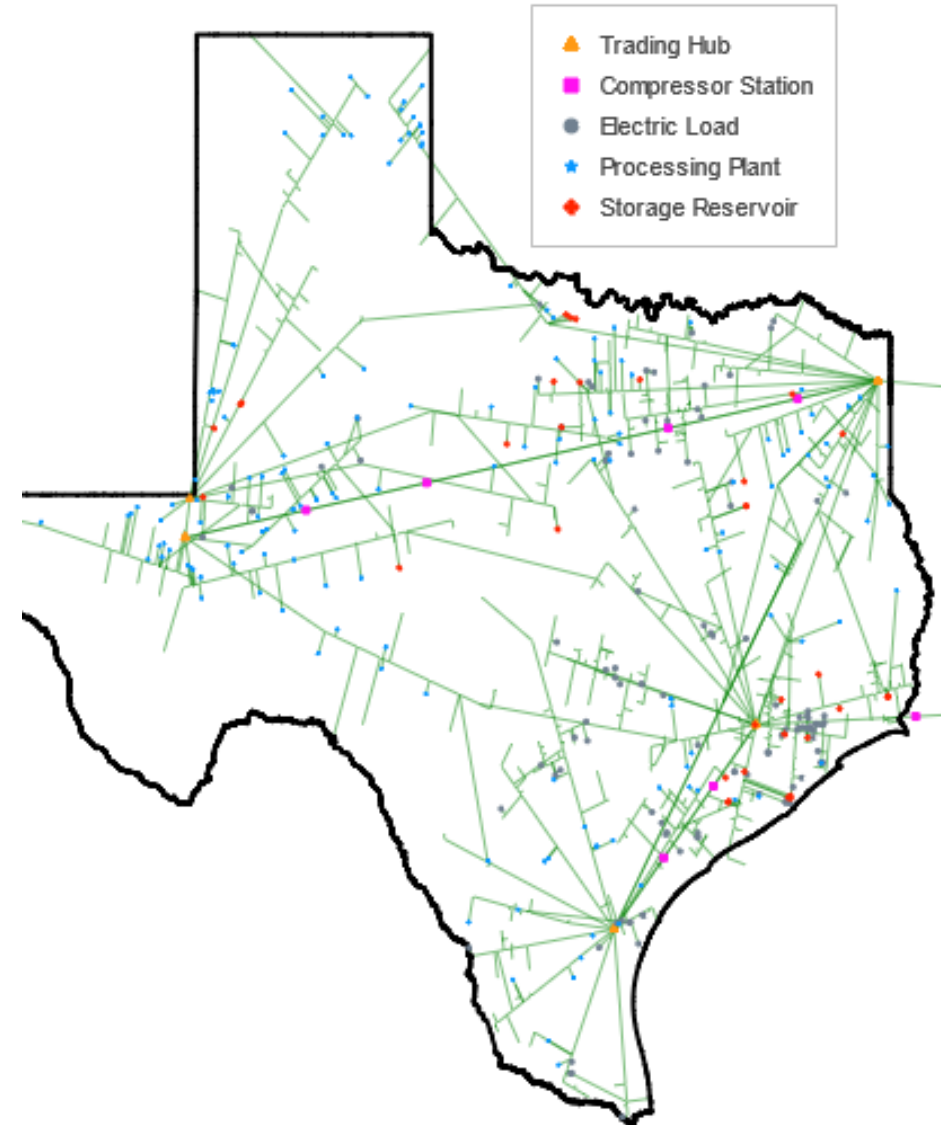 Trading Hub
Compressor Station
Electric Load
Processing Plant
Storage Reservoir